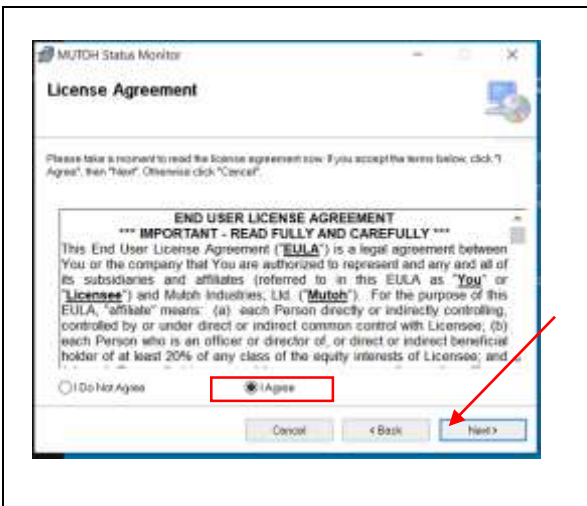 MUTOH Status Monitor
License Agreement
Please take a moment to read the license agreement now. If you accept the terms below, click "I
Agree", then "Next". Otherwise click "Cancel".
END USER LICENSE AGREEMENT
*** IMPORTANT - READ FULLY AND CAREFULLY ***
This End User License Agreement ("EULA") is a legal agreement between
You or the company that You are authorized to represent and any and all of
its subsidiaries and affiliates (referred to in this EULA as "You" or
"Licensee") and Mutoh Industries, Ltd. ("Mutoh"). For the purpose of this
EULA, "affiliate" means: (a) each Person directly or indirectly controlling,
controlled by or under direct or indirect common control with Licensee; (b)
each Person who is an officer or director of, or direct or indirect beneficial
holder of at least 20% of any class of the equity interests of Licensee; and
I Do Not Agree
I Agree
Cancel
< Back
Next >